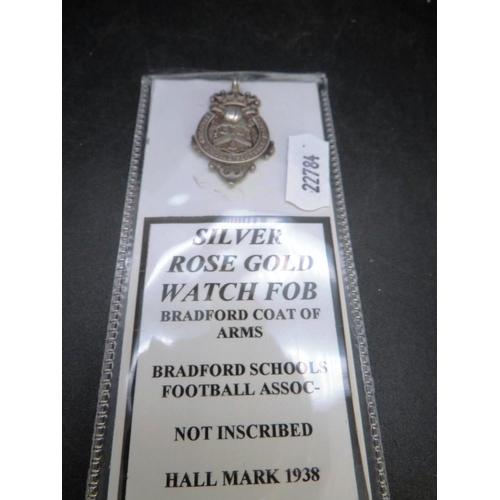 22784
SILVER
ROSE GOLD
WATCH FOB
BRADFORD COAT OF
ARMS
BRADFORD SCHOOLS
FOOTBALL ASSOC-
NOT INSCRIBED
HALL MARK 1938